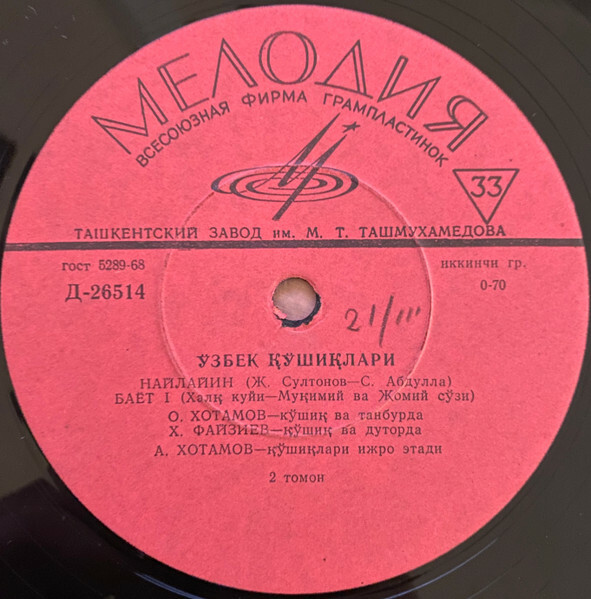 МЕЛОДИЯ
ВСЕСОЮЗНАЯ ФИРМА ГРАМПЛАСТИНОК
33
ТАШКЕНТСКИЙ ЗАВОД им. М. Т. ТАШМУХАМЕДОВА
гост 5289-68
иккинчи гр.
Д-26514
0-70
21/III
ЎЗБЕК ҚЎШИҚЛАРИ
НАЙЛАЙИН (Ж. Султонов—С. Абдулла)
БАЁТ I (Халқ куйи—Муқимий ва Жомий сўзи)
О. ХОТАМОВ—қўшиқ ва танбурда
Х. ФАЙЗИЕВ—қўшиқ ва дуторда
А. ХОТАМОВ—қўшиқлари ижро этади
2 томон